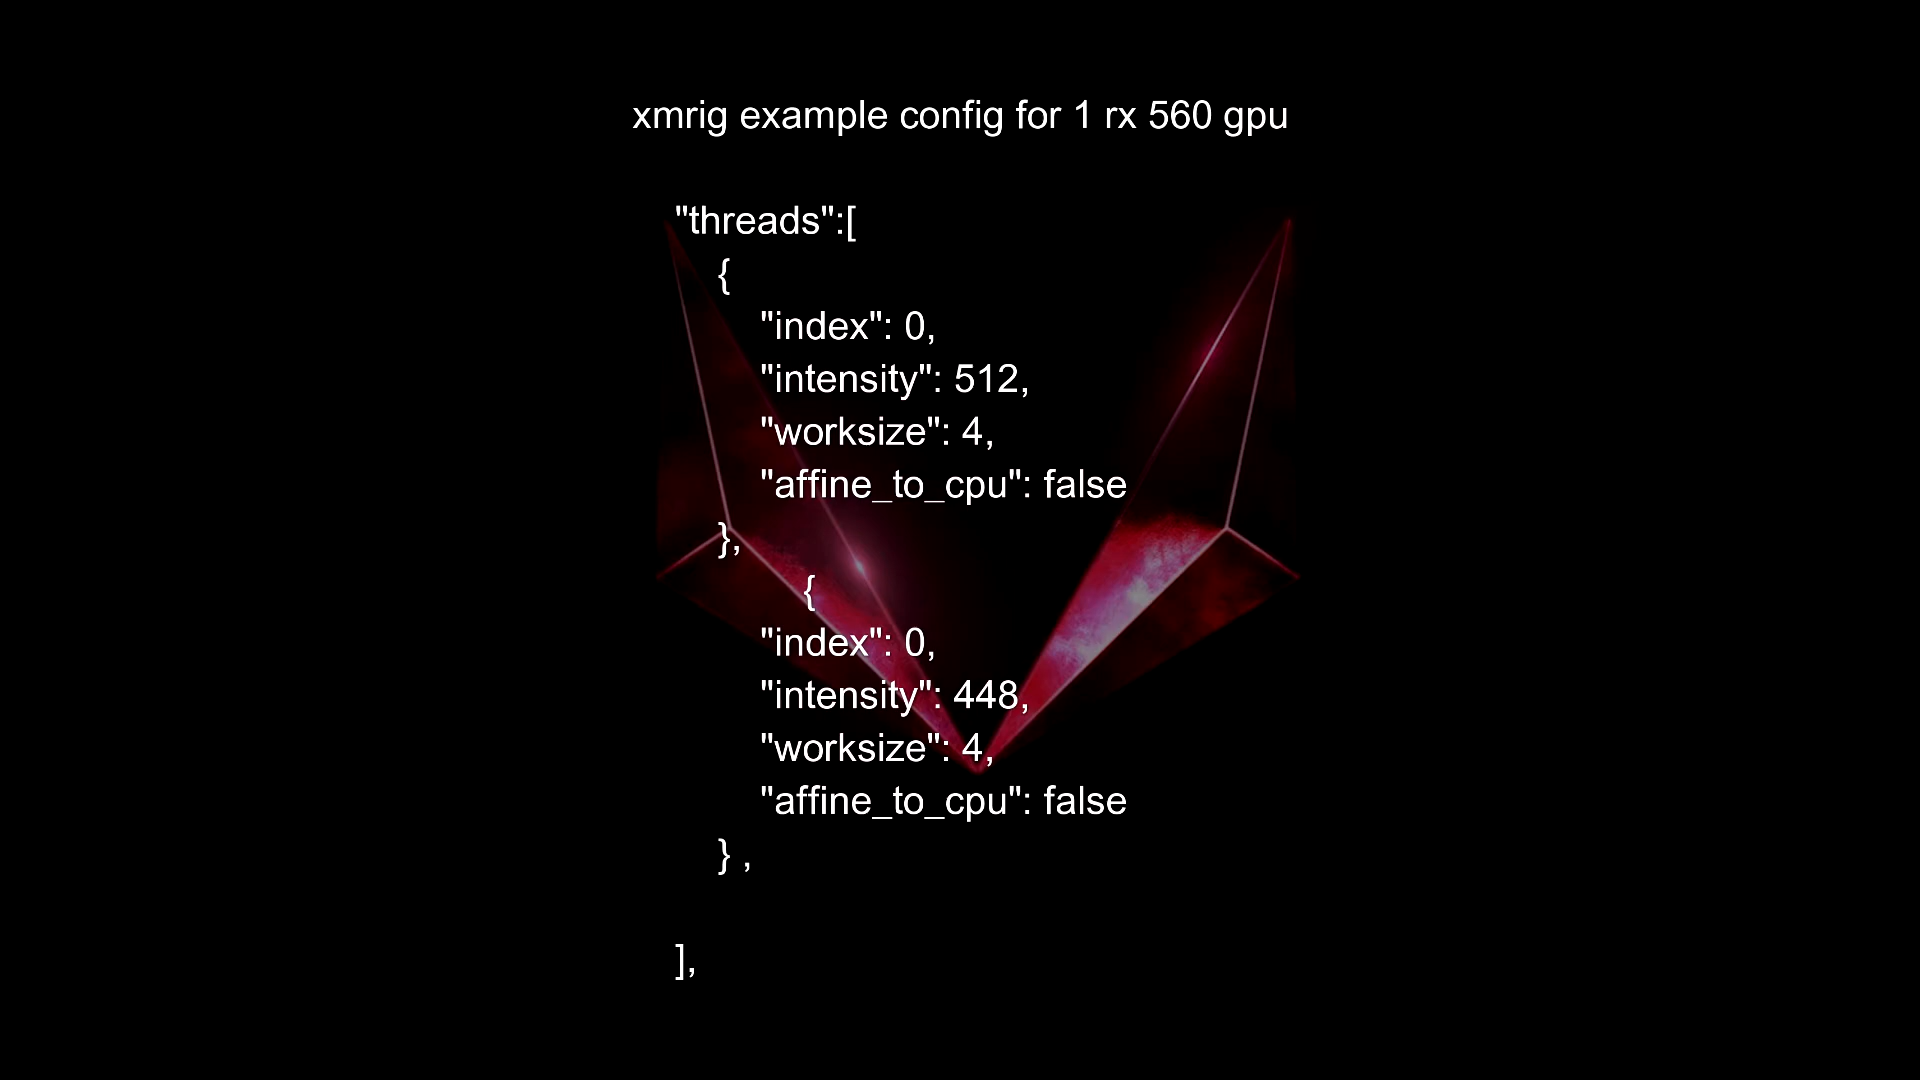 xmrig example config for 1 rx 560 gpu
"threads":[
{
"index": 0,
"intensity": 512,
"worksize": 4,
"affine_to_cpu": false
},
{
"index": 0,
"intensity": 448,
"worksize": 4,
"affine_to_cpu": false
} ,
],